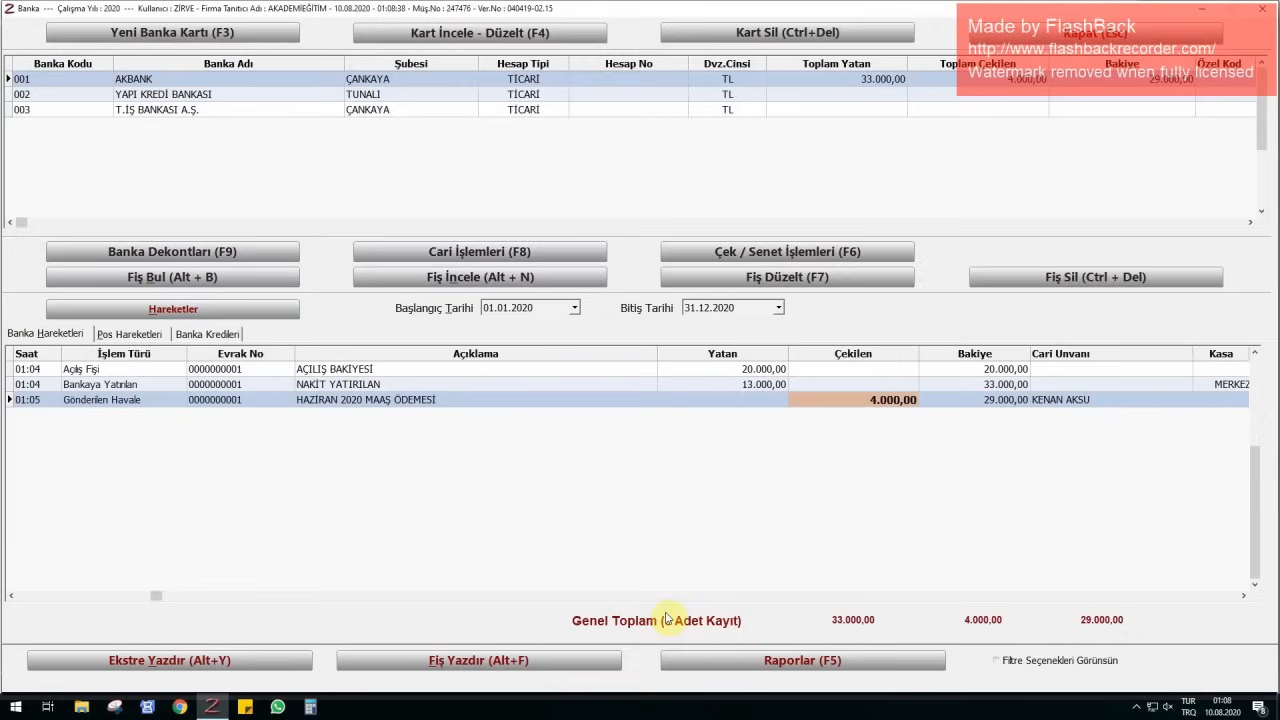 Banka --- Çalışma Yılı : 2020 - Kullanıcı : ZİRVE - Firma Tanıtıcı Adı : AKADEMİEĞİTİM - 10.08.2020 - 01:08:38 - Müş.No : 247476 - Ver.No : 040419-02.15
Made by FlashBack
http://www.flashbackrecorder.com/
Watermark removed when fully licensed
Yeni Banka Kartı (F3) Kart İncele - Düzelt (F4) Kart Sil (Ctrl+Del) Kapat (Esc)
Banka Kodu Banka Adı Şubesi Hesap Tipi Hesap No Dvz.Cinsi Toplam Yatan Toplam Çekilen Bakiye Özel Kod
001 AKBANK ÇANKAYA TİCARİ TL 33.000,00 4.000,00 29.000,00
002 YAPI KREDİ BANKASI TUNALI TİCARİ TL
003 T.İŞ BANKASI A.Ş. ÇANKAYA TİCARİ TL
Banka Dekontları (F9) Cari İşlemleri (F8) Çek / Senet İşlemleri (F6)
Fiş Bul (Alt + B) Fiş İncele (Alt + N) Fiş Düzelt (F7) Fiş Sil (Ctrl + Del)
Hareketler Başlangıç Tarihi 01.01.2020 Bitiş Tarihi 31.12.2020
Banka Hareketleri Pos Hareketleri Banka Kredileri
Saat İşlem Türü Evrak No Açıklama Yatan Çekilen Bakiye Cari Unvanı Kasa
01:04 Açılış Fişi 0000000001 AÇILIŞ BAKİYESİ 20.000,00 20.000,00
01:04 Bankaya Yatırılan 0000000001 NAKİT YATIRILAN 13.000,00 33.000,00 MERKEZ
01:05 Gönderilen Havale 0000000001 HAZİRAN 2020 MAAŞ ÖDEMESİ 4.000,00 29.000,00 KENAN AKSU
Genel Toplam ( Adet Kayıt) 33.000,00 4.000,00 29.000,00
Ekstre Yazdır (Alt+Y) Fiş Yazdır (Alt+F) Raporlar (F5) Filtre Seçenekleri Görünsün
TUR 01:08
TRQ 10.08.2020 8